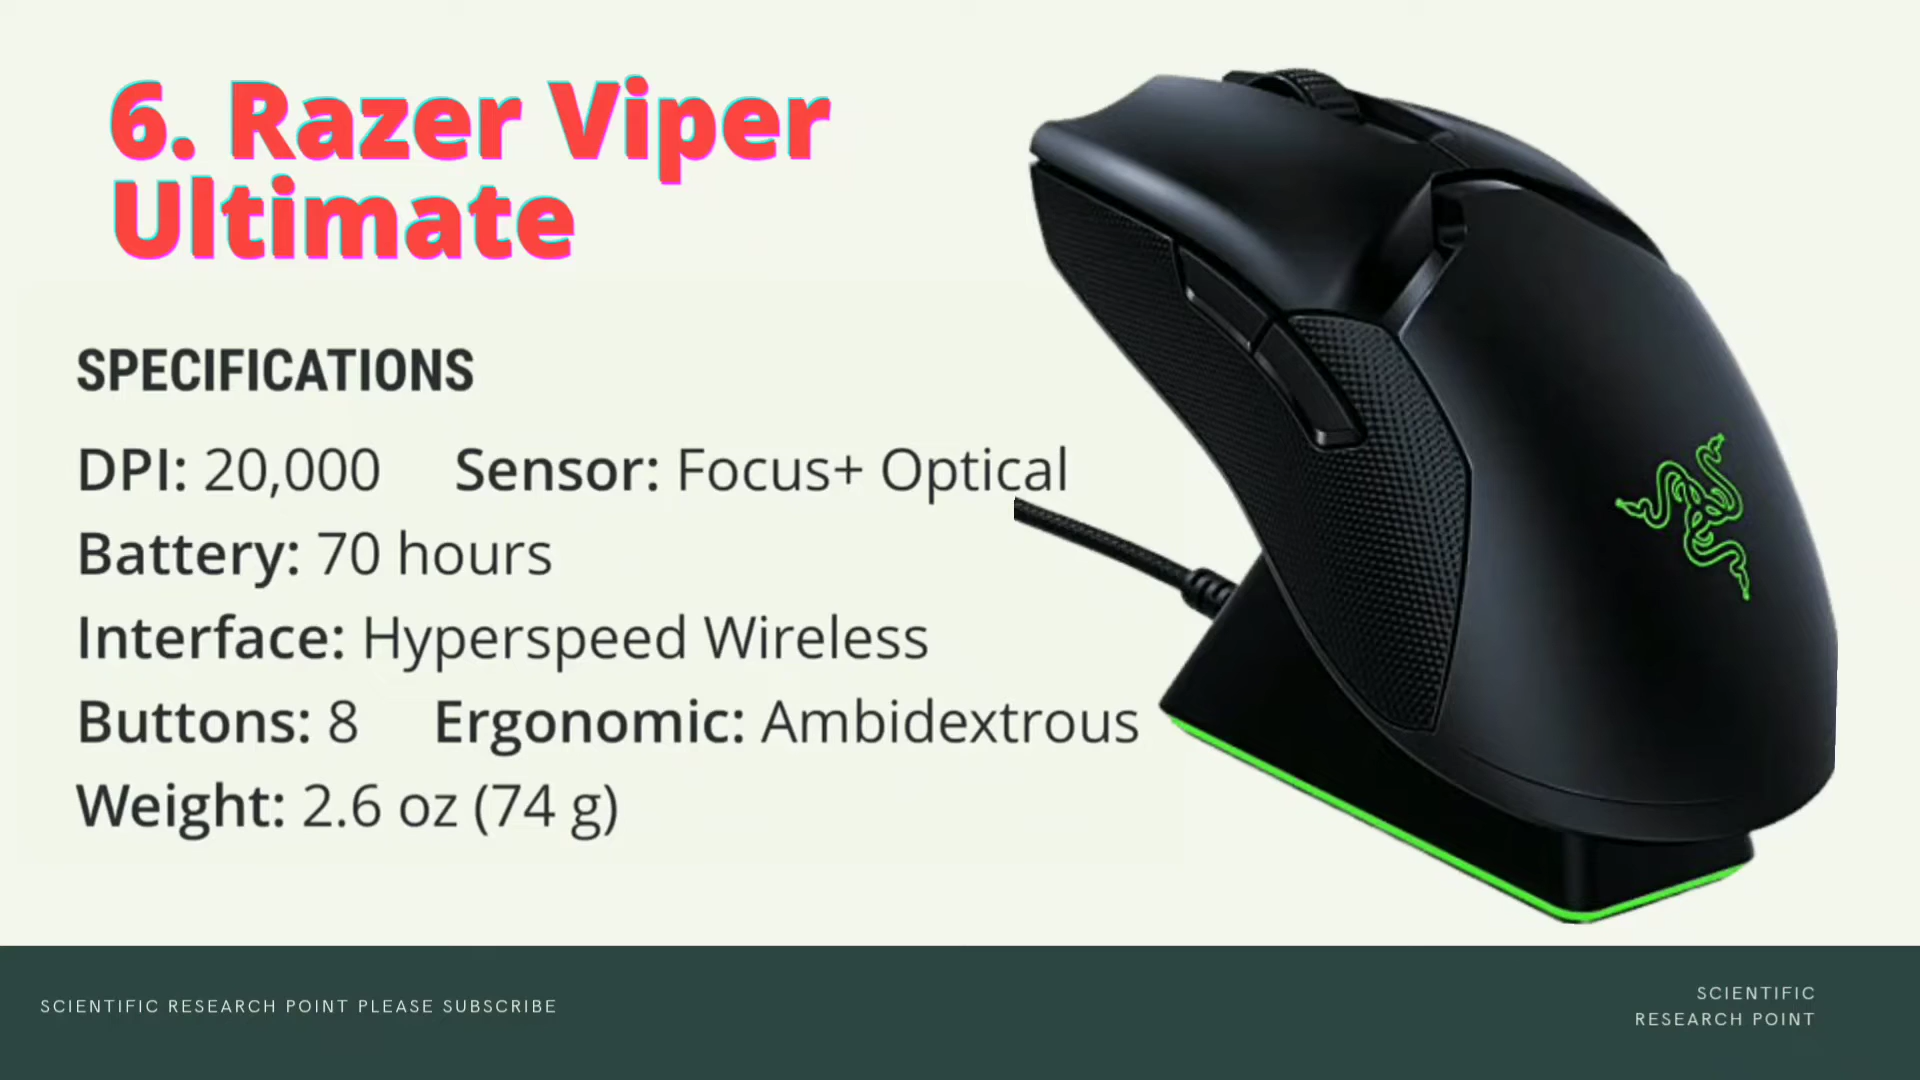 6. Razer Viper
Ultimate
SPECIFICATIONS
DPI: 20,000 Sensor: Focus+ Optical
Battery: 70 hours
Interface: Hyperspeed Wireless
Buttons: 8 Ergonomic: Ambidextrous
Weight: 2.6 oz (74 g)
SCIENTIFIC RESEARCH POINT PLEASE SUBSCRIBE
SCIENTIFIC
RESEARCH POINT